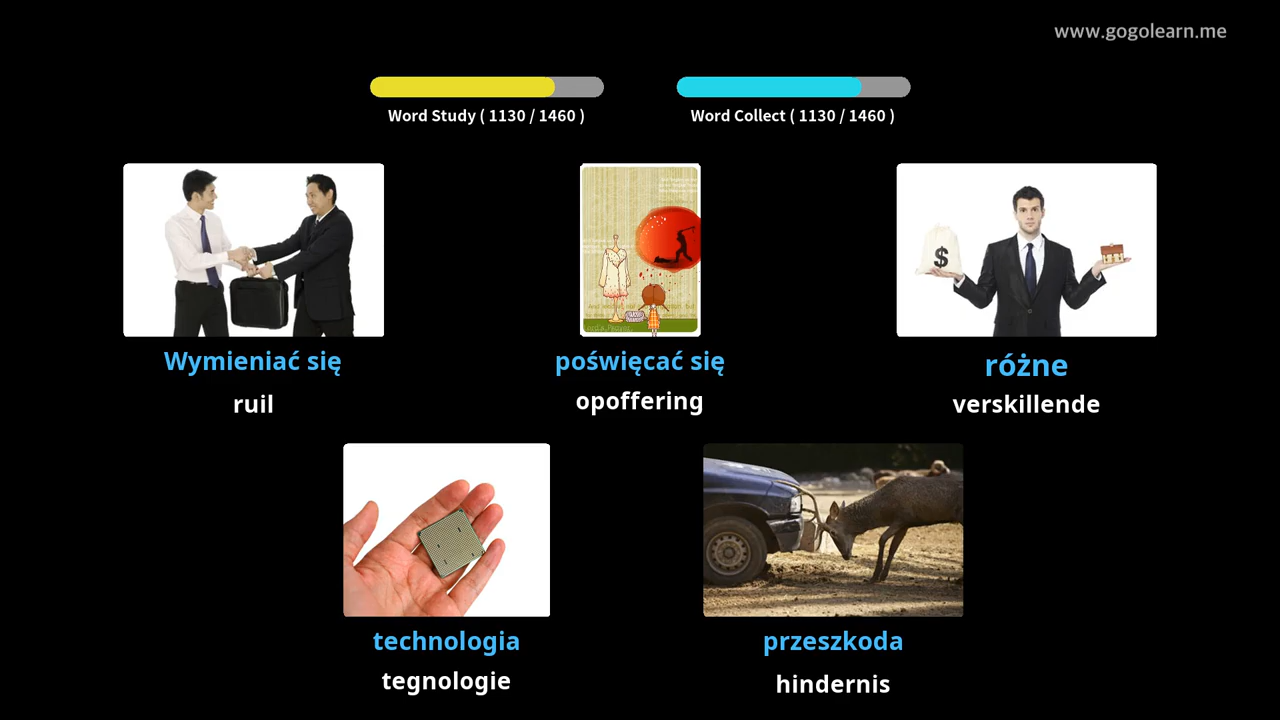 www.gogolearn.me
Word Study ( 1130 / 1460 )
Word Collect ( 1130 / 1460 )
Wymieniać się
poświęcać się
różne
ruil
opoffering
verskillende
technologia
przeszkoda
tegnologie
hindernis